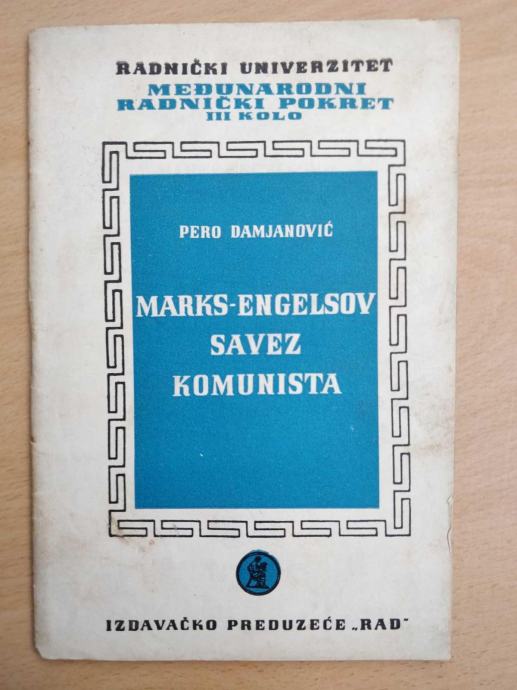 RADNIČKI UNIVERZITET
MEĐUNARODNI
RADNIČKI POKRET
III KOLO
PERO DAMJANOVIĆ
MARKS-ENGELSOV
SAVEZ
KOMUNISTA
IZDAVAČKO PREDUZEĆE „RAD"